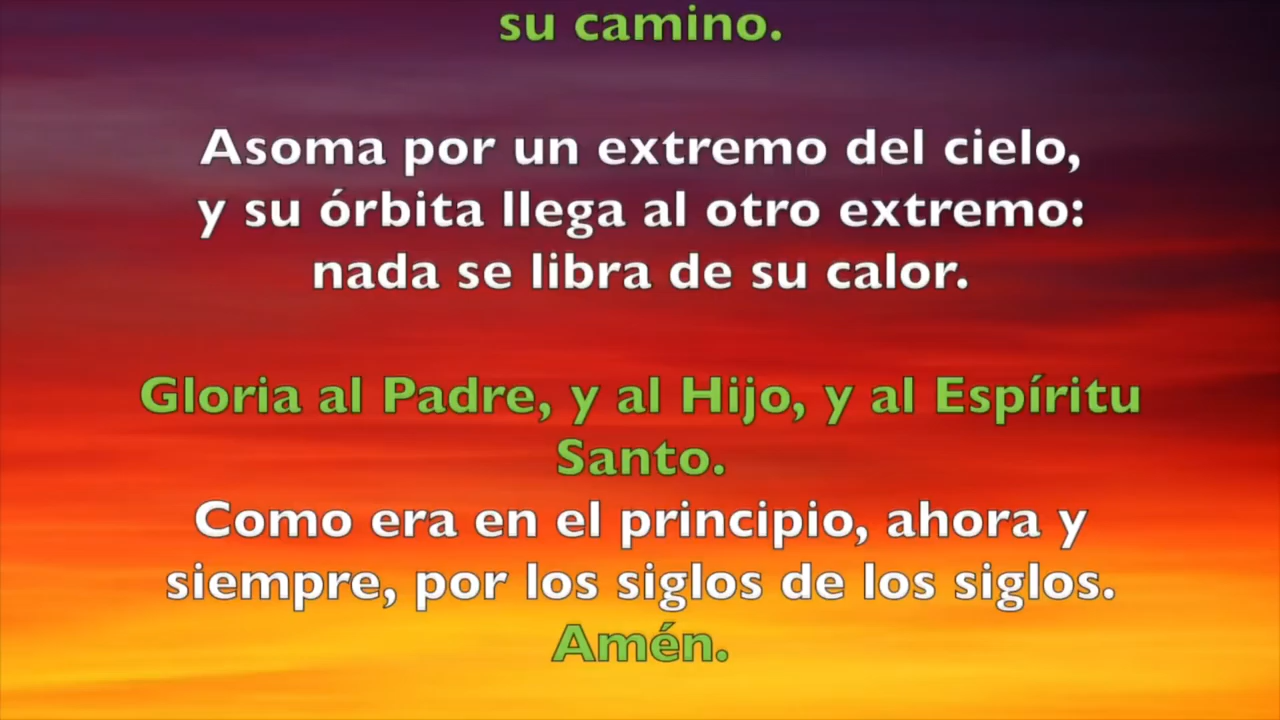 su camino.
Asoma por un extremo del cielo,
y su órbita llega al otro extremo:
nada se libra de su calor.
Gloria al Padre, y al Hijo, y al Espíritu
Santo.
Como era en el principio, ahora y
siempre, por los siglos de los siglos.
Amén.